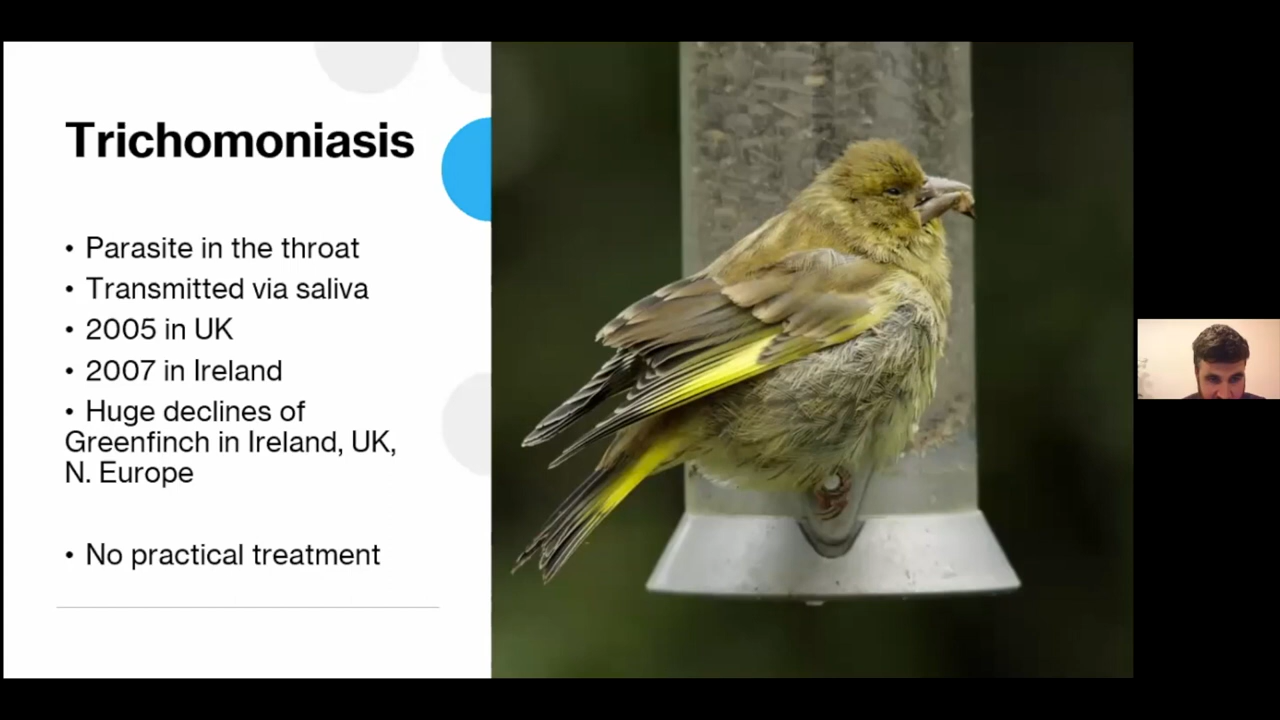 Trichomoniasis
• Parasite in the throat
• Transmitted via saliva
• 2005 in UK
• 2007 in Ireland
• Huge declines of
Greenfinch in Ireland, UK,
N. Europe
• No practical treatment